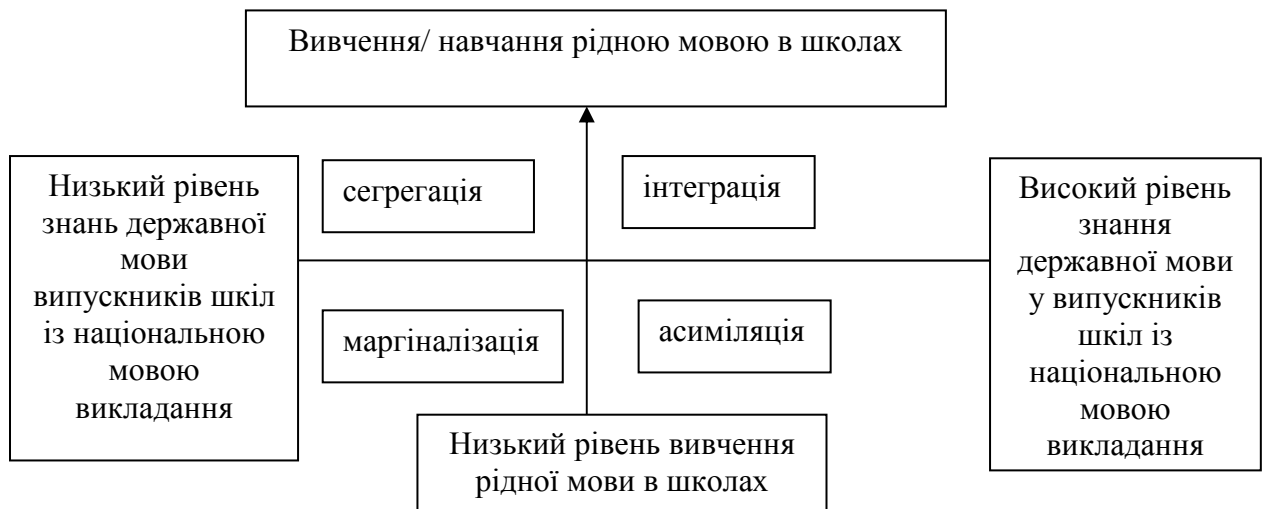 Вивчення/ навчання рідною мовою в школах
Низький рівень
знань державної
мови
випускників шкіл
із національною
мовою
викладання
сегрегація
інтеграція
Високий рівень
знання
державної мови
у випускників
шкіл із
національною
мовою
викладання
маргіналізація
асиміляція
Низький рівень вивчення
рідної мови в школах